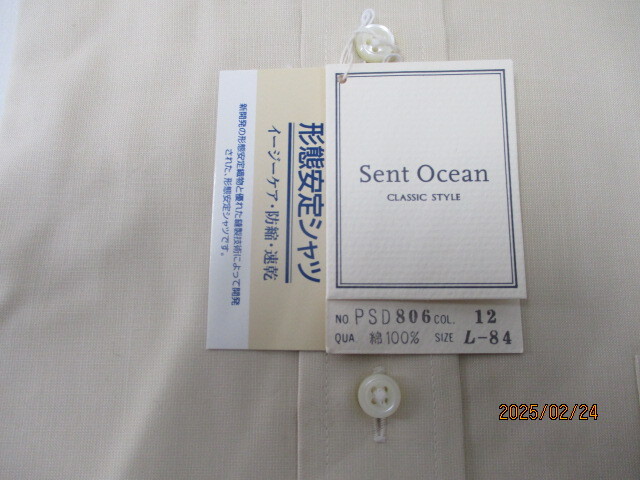 形態安定シャツ
イージーケア・防縮・速乾
新開発の形態安定織物と優れた縫製技術によって開発
された、形態安定シャツです。
Sent Ocean
CLASSIC STYLE
NO PSD806 COL. 12
QUA 綿100% SIZE L-84
2025/02/24